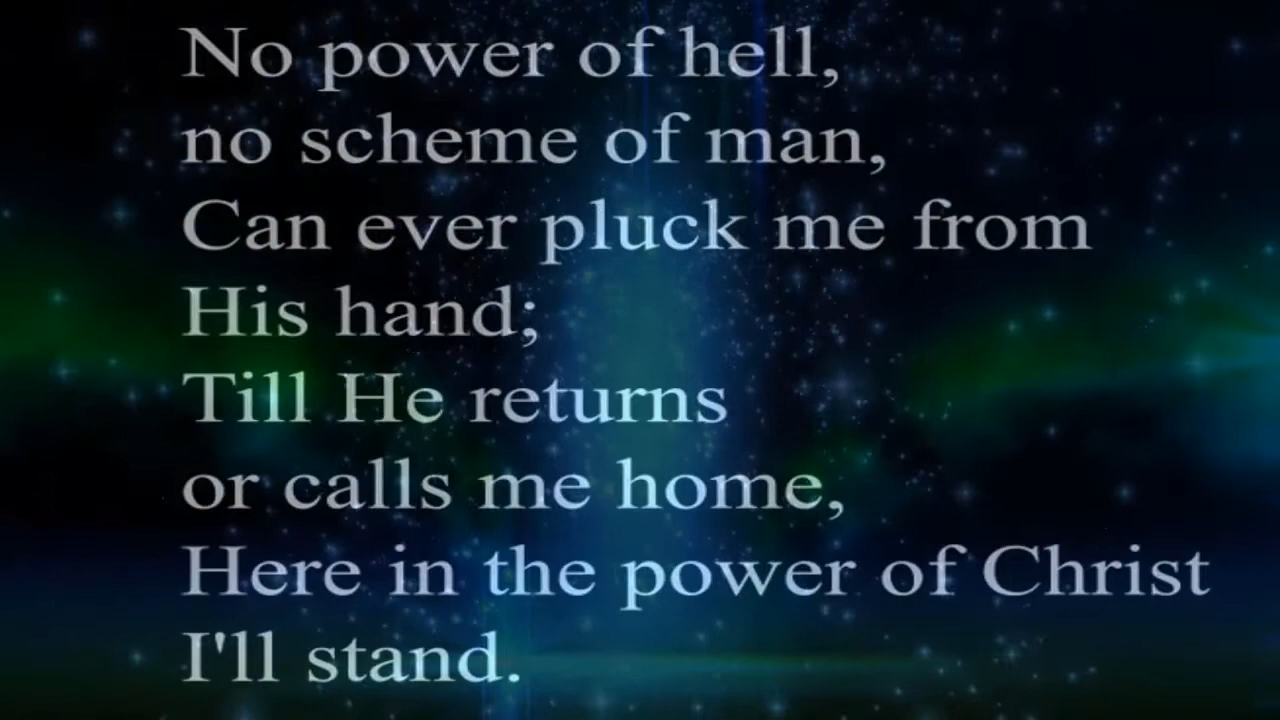 No power of hell,
no scheme of man,
Can ever pluck me from
His hand;
Till He returns
or calls me home,
Here in the power of Christ
I'll stand.